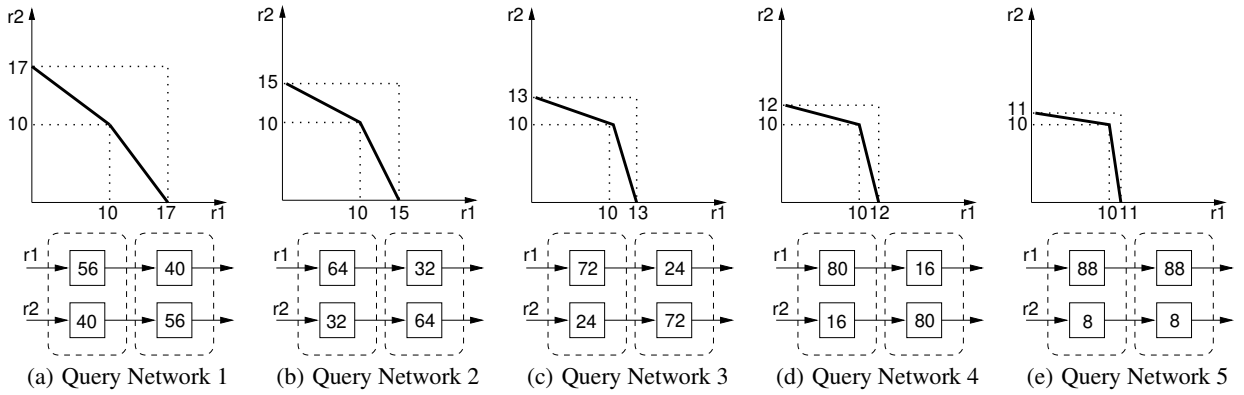 r2
17
10
10
17
r1
r1
56
40
r2
40
56
(a) Query Network 1
r2
15
10
10
15
r1
r1
64
32
r2
32
64
(b) Query Network 2
r2
13
10
10
13
r1
r1
72
24
r2
24
72
(c) Query Network 3
r2
12
10
10
12
r1
r1
80
16
r2
16
80
(d) Query Network 4
r2
11
10
10
11
r1
r1
88
88
r2
8
8
(e) Query Network 5